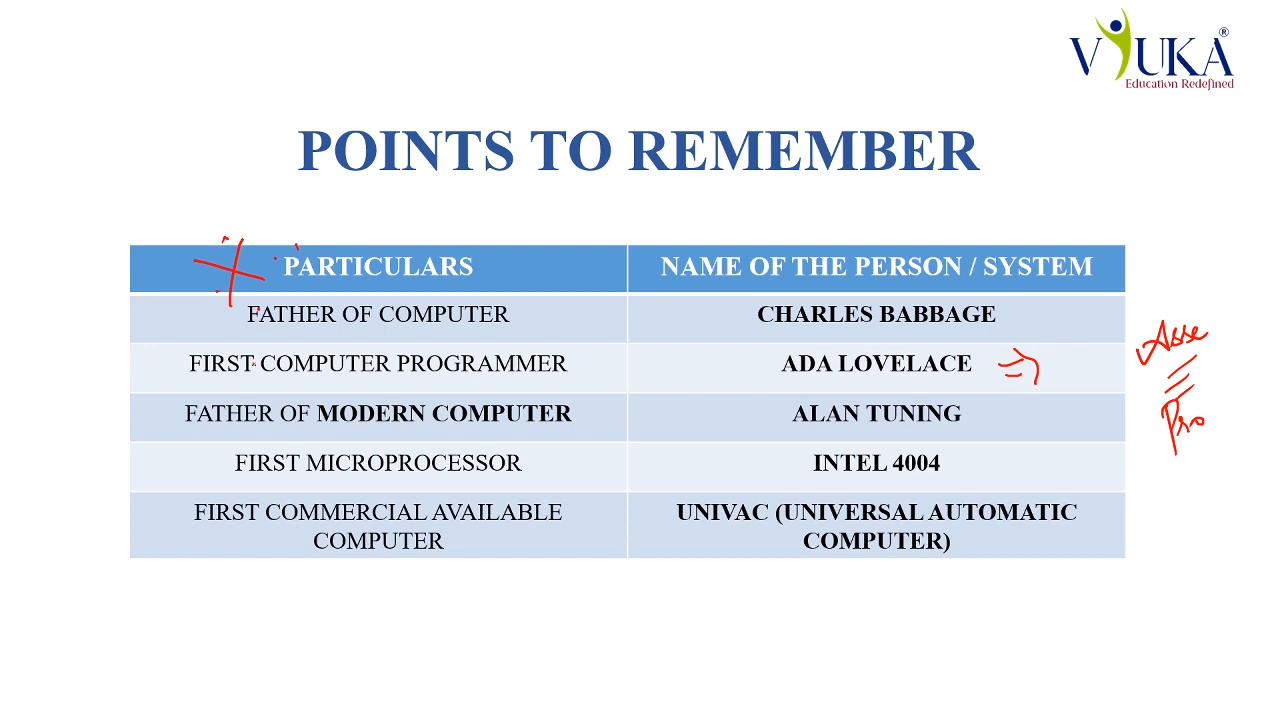 VYUKA®
Education Redefined
POINTS TO REMEMBER
PARTICULARS NAME OF THE PERSON / SYSTEM
FATHER OF COMPUTER CHARLES BABBAGE
FIRST COMPUTER PROGRAMMER ADA LOVELACE
Asse
FATHER OF MODERN COMPUTER ALAN TUNING
Pro
FIRST MICROPROCESSOR INTEL 4004
FIRST COMMERCIAL AVAILABLE
COMPUTER
UNIVAC (UNIVERSAL AUTOMATIC
COMPUTER)